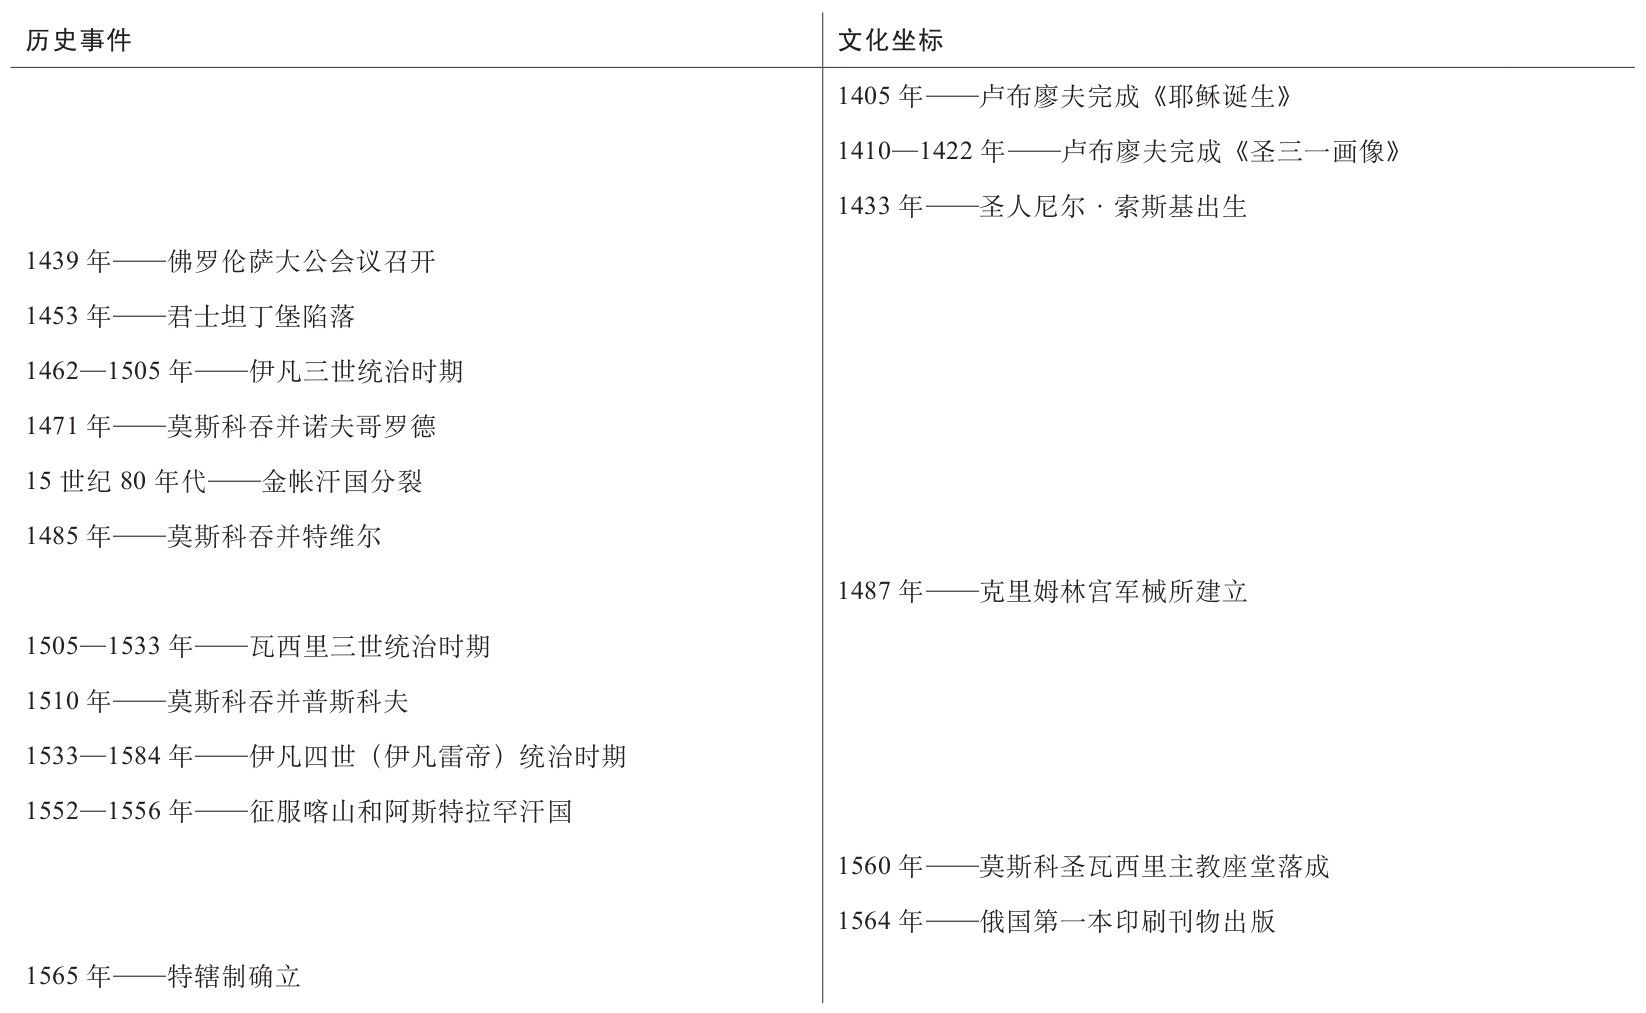 历史事件
文化坐标
1405 年——卢布廖夫完成《耶稣诞生》
1410—1422 年——卢布廖夫完成《圣三一画像》
1433 年——圣人尼尔·索斯基出生
1439 年——佛罗伦萨大公会议召开
1453 年——君士坦丁堡陷落
1462—1505 年——伊凡三世统治时期
1471 年——莫斯科吞并诺夫哥罗德
15 世纪 80 年代——金帐汗国分裂
1485 年——莫斯科吞并特维尔
1487 年——克里姆林宫军械所建立
1505—1533 年——瓦西里三世统治时期
1510 年——莫斯科吞并普斯科夫
1533—1584 年——伊凡四世（伊凡雷帝）统治时期
1552—1556 年——征服喀山和阿斯特拉罕汗国
1560 年——莫斯科圣瓦西里主教座堂落成
1564 年——俄国第一本印刷刊物出版
1565 年——特辖制确立